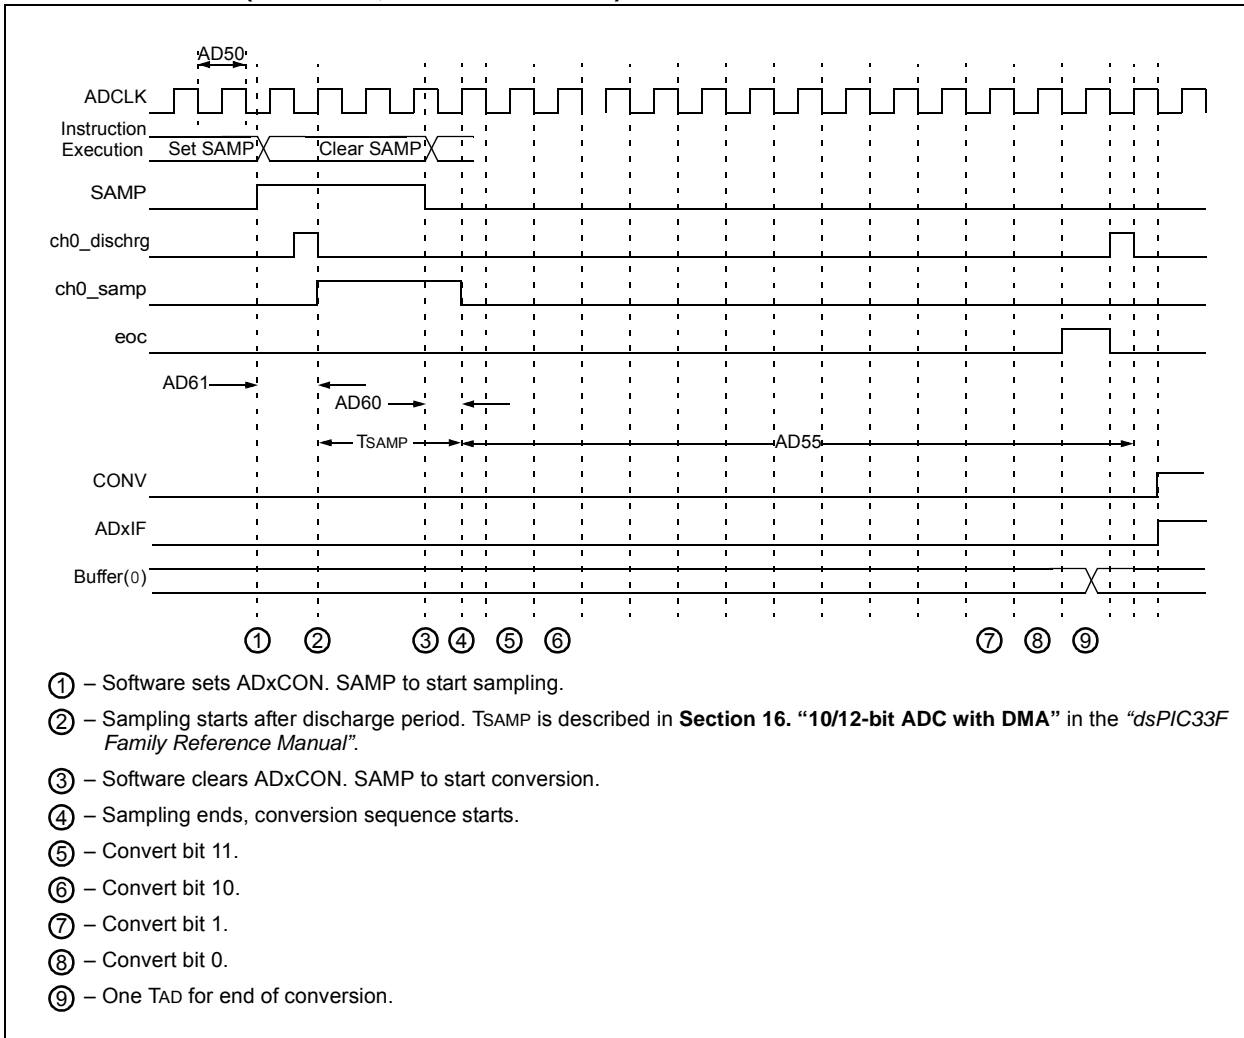 AD50
ADCLK
Instruction
Execution
Set SAMP
Clear SAMP
SAMP
ch0_dischrg
ch0_samp
eoc
AD61
AD60
TSAMP
AD55
CONV
ADxIF
Buffer(0)
1 2 3 4 5 6 7 8 9
1 – Software sets ADxCON. SAMP to start sampling.
2 – Sampling starts after discharge period. TSAMP is described in Section 16. “10/12-bit ADC with DMA” in the “dsPIC33F
Family Reference Manual”.
3 – Software clears ADxCON. SAMP to start conversion.
4 – Sampling ends, conversion sequence starts.
5 – Convert bit 11.
6 – Convert bit 10.
7 – Convert bit 1.
8 – Convert bit 0.
9 – One TAD for end of conversion.